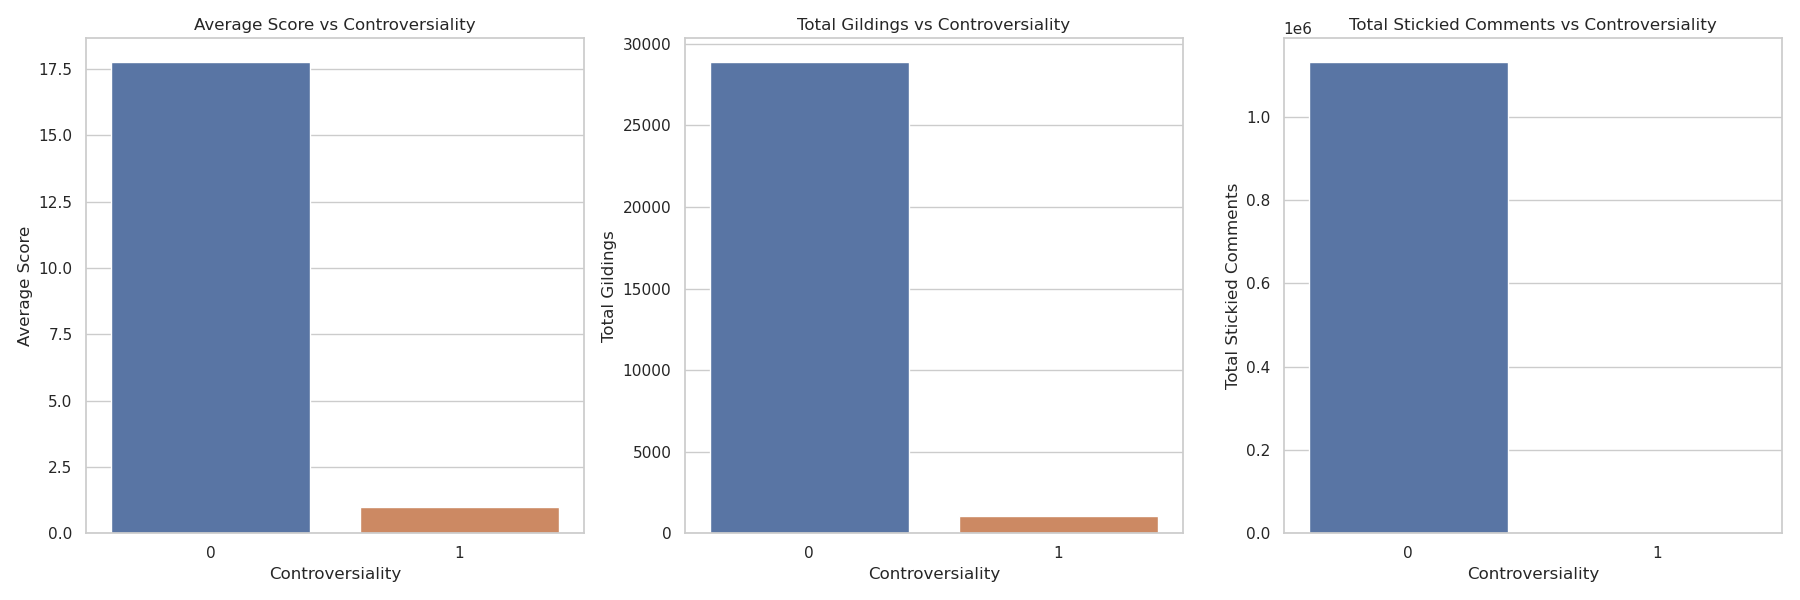 Average Score vs Controversiality
17.5
15.0
12.5
10.0
7.5
5.0
2.5
0.0
Average Score
0
1
Controversiality
Total Gildings vs Controversiality
30000
25000
20000
15000
10000
5000
0
Total Gildings
0
1
Controversiality
Total Stickied Comments vs Controversiality
1e6
1.0
0.8
0.6
0.4
0.2
0.0
Total Stickied Comments
0
1
Controversiality